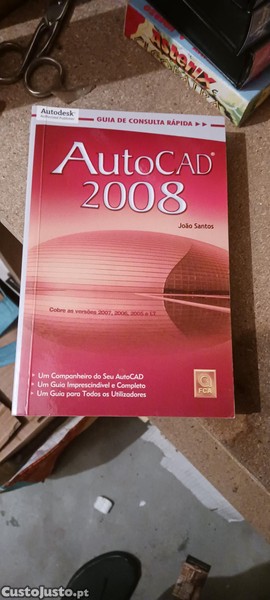 Asterix
Autodesk
GUIA DE CONSULTA RÁPIDA ▸▸
AUTOCAD®
2008
João Santos
Cobre as versões 2007, 2006, 2005 e LT
• Um Companheiro do Seu AutoCAD
• Um Guia Imprescindível e Completo
• Um Guia para Todos os Utilizadores
FCA
CustoJusto.pt